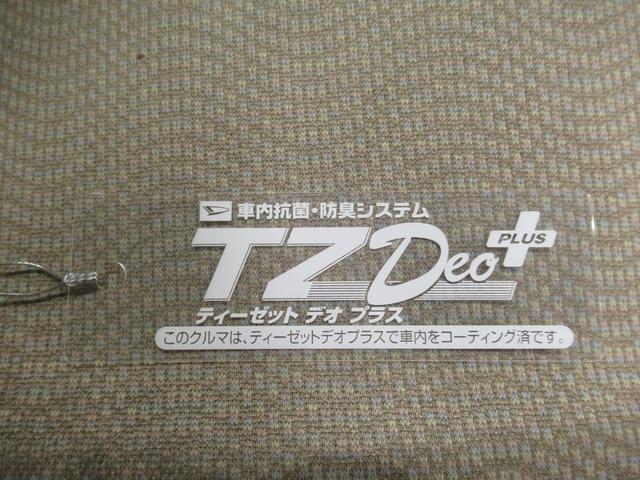 車内抗菌・防臭システム
TZ Deo PLUS
ティーゼット デオ プラス
このクルマは、ティーゼットデオプラスで車内をコーティング済です。